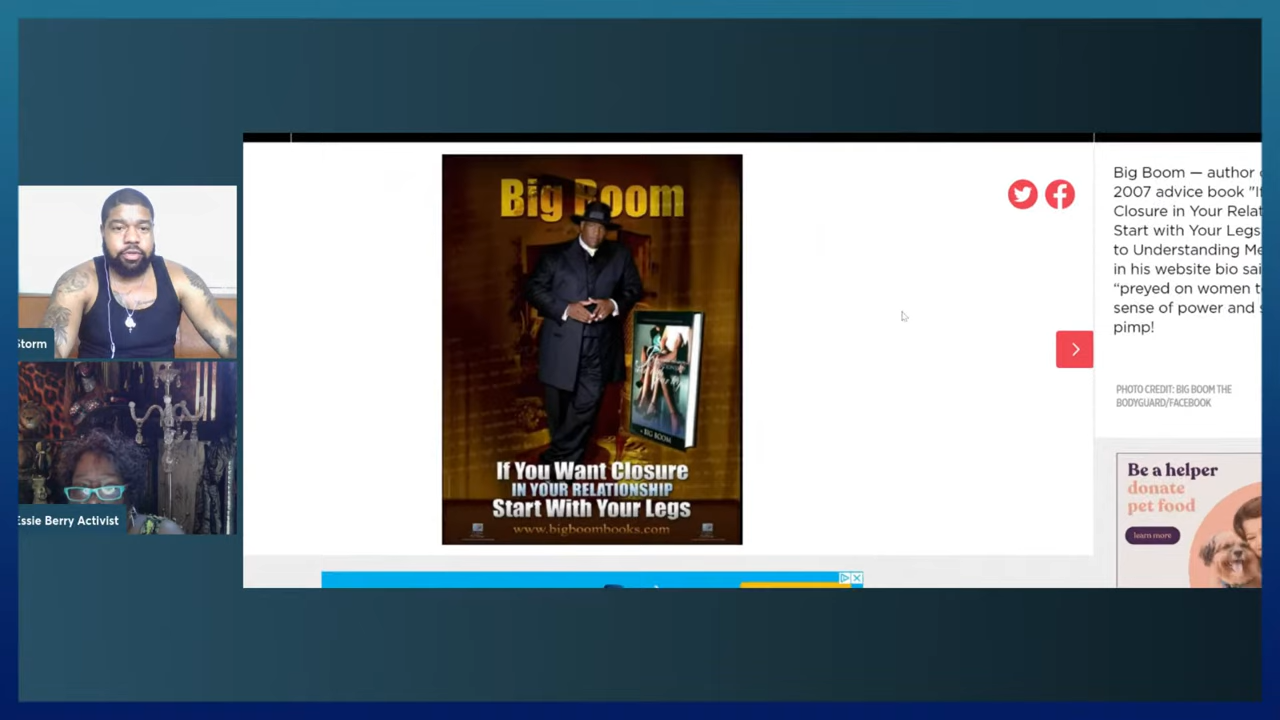 Storm
Essie Berry Activist
Big Boom
BIG BOOM
If You Want Closure
IN YOUR RELATIONSHIP
Start With Your Legs
www.bigboombooks.com
Big Boom — author
2007 advice book "I
Closure in Your Rela
Start with Your Legs
to Understanding Me
in his website bio sai
“preyed on women t
sense of power and
pimp!
PHOTO CREDIT: BIG BOOM THE
BODYGUARD/FACEBOOK
Be a helper
donate
pet food
learn more